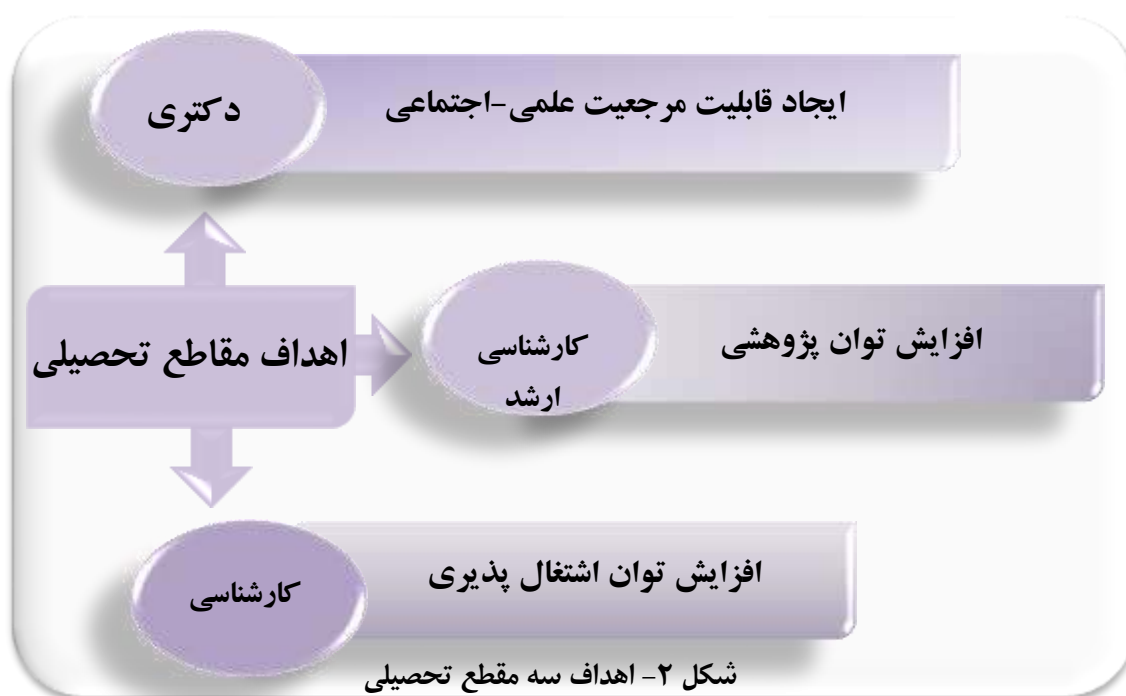 دکتری
ایجاد قابلیت مرجعیت علمی-اجتماعی
اهداف مقاطع تحصیلی
کارشناسی
ارشد
افزایش توان پژوهشی
کارشناسی
افزایش توان اشتغال پذیری
شکل ۲- اهداف سه مقطع تحصیلی